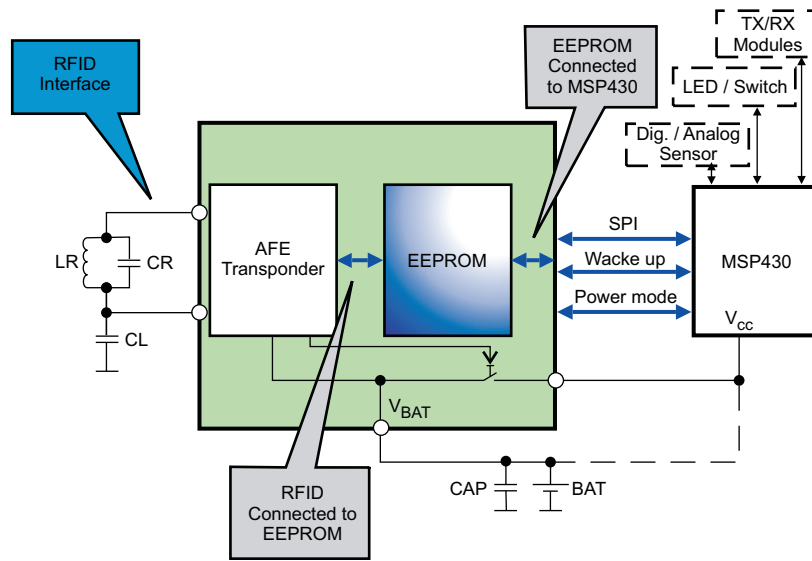 RFID
Interface
EEPROM
Connected
to MSP430
TX/RX
Modules
LED / Switch
Dig. / Analog
Sensor
AFE
Transponder
EEPROM
SPI
Wacke up
Power mode
MSP430
VCC
LR
CR
CL
VBAT
RFID
Connected to
EEPROM
CAP
BAT